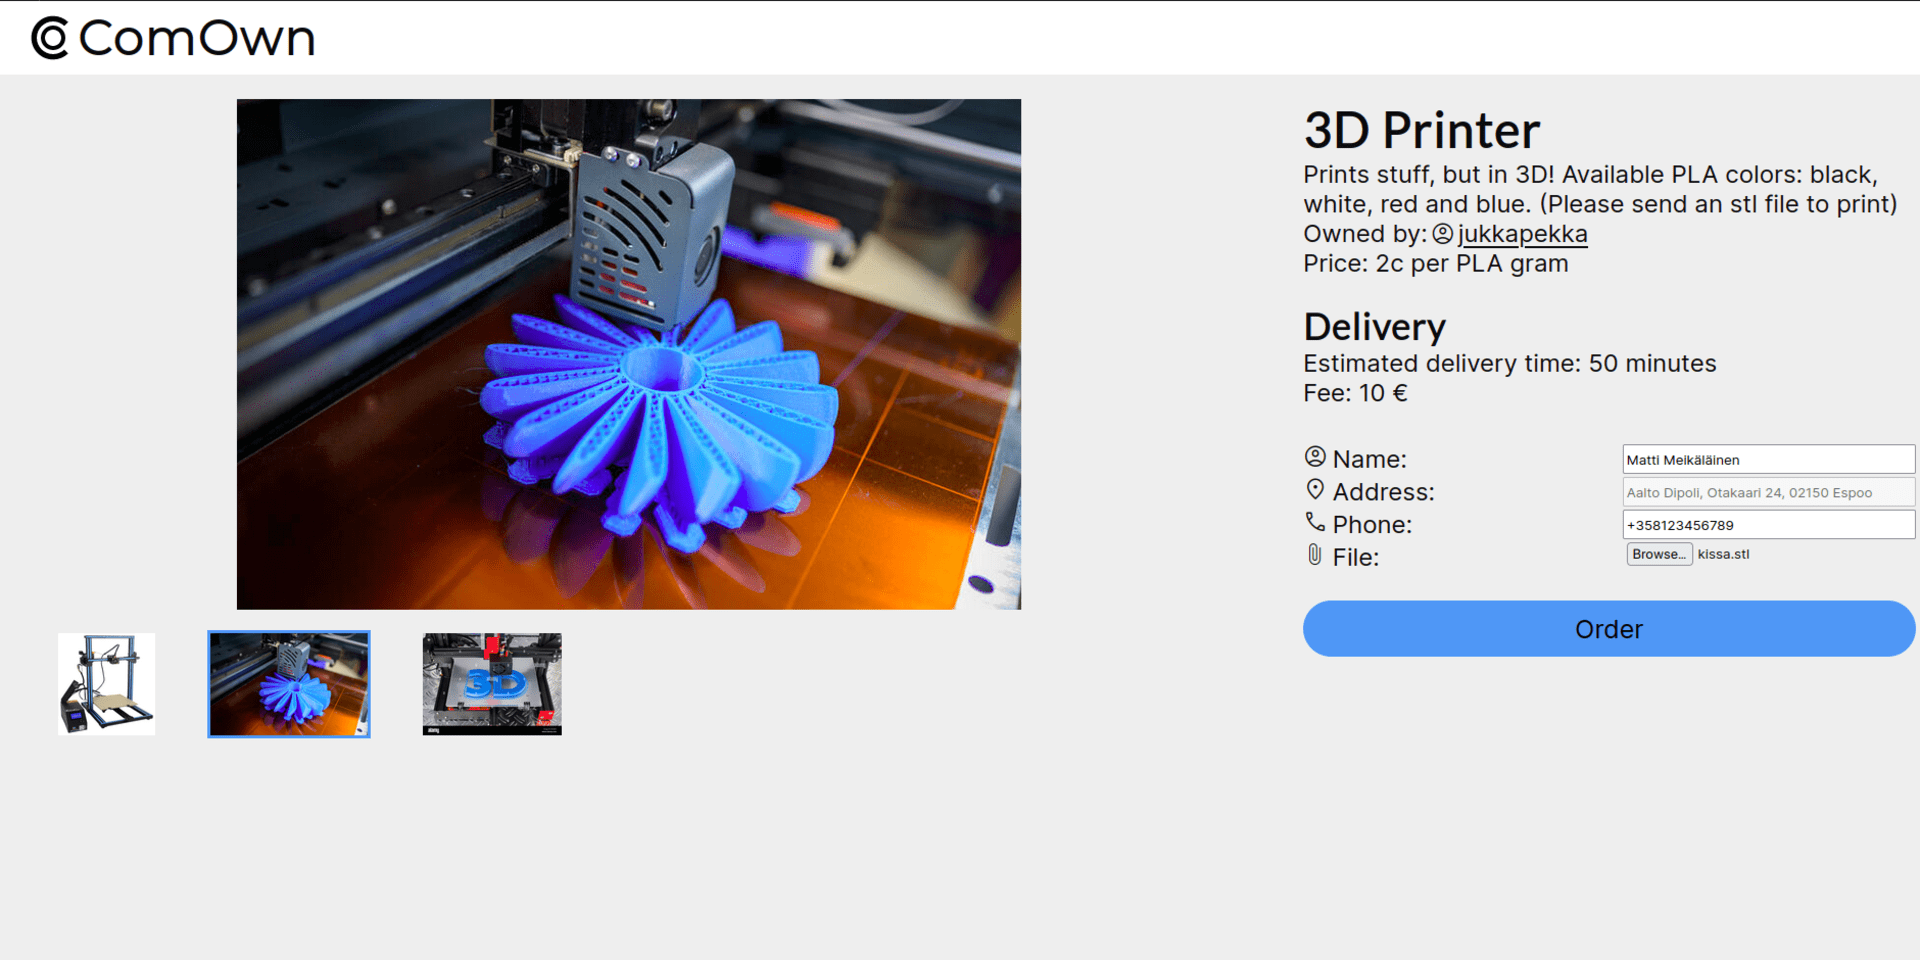 ComOwn
3D Printer
Prints stuff, but in 3D! Available PLA colors: black,
white, red and blue. (Please send an stl file to print)
Owned by: jukkapekka
Price: 2c per PLA gram
Delivery
Estimated delivery time: 50 minutes
Fee: 10 €
Name: Matti Meikäläinen
Address: Aalto Dipoli, Otakaari 24, 02150 Espoo
Phone: +358123456789
File: Browse... kissa.stl
Order
3D
alamy